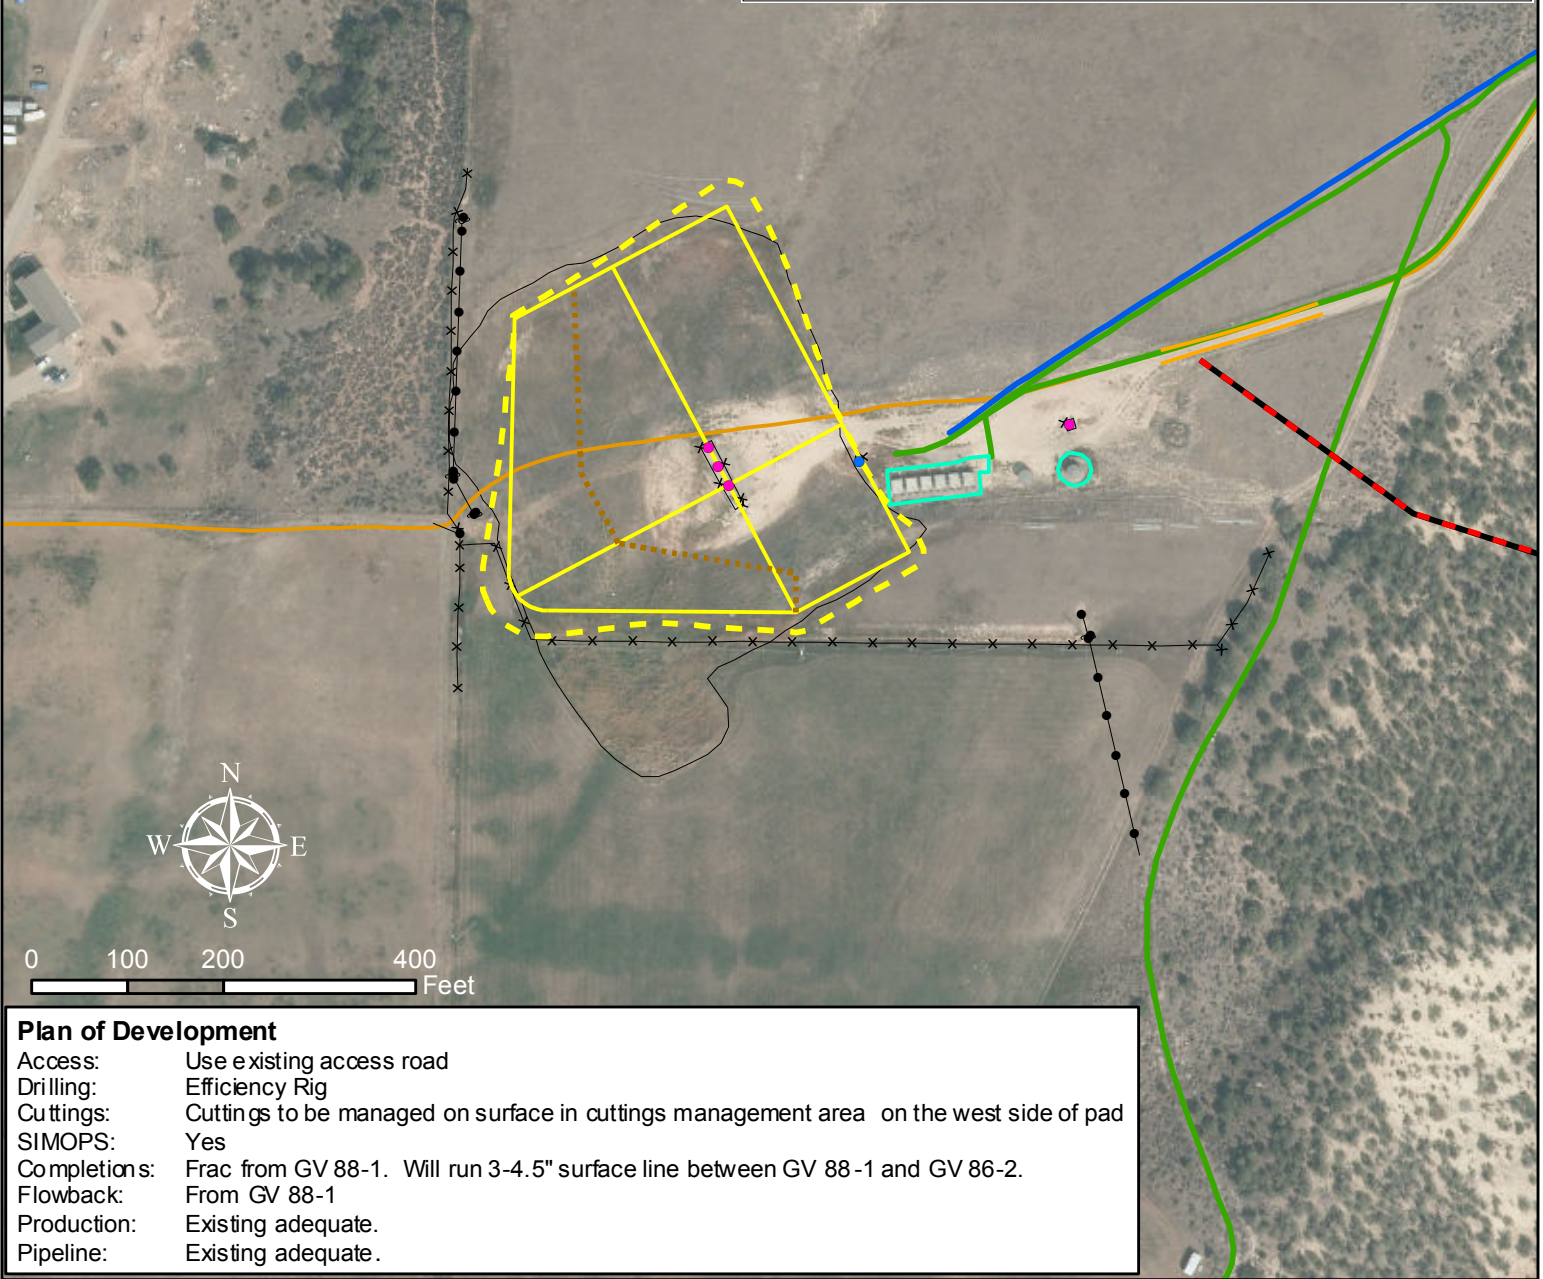 N
W E
S
0 100 200 400
Feet
Plan of Development
Access: Use existing access road
Drilling: Efficiency Rig
Cuttings: Cuttings to be managed on surface in cuttings management area on the west side of pad
SIMOPS: Yes
Completions: Frac from GV 88-1. Will run 3-4.5" surface line between GV 88-1 and GV 86-2.
Flowback: From GV 88-1
Production: Existing adequate.
Pipeline: Existing adequate.